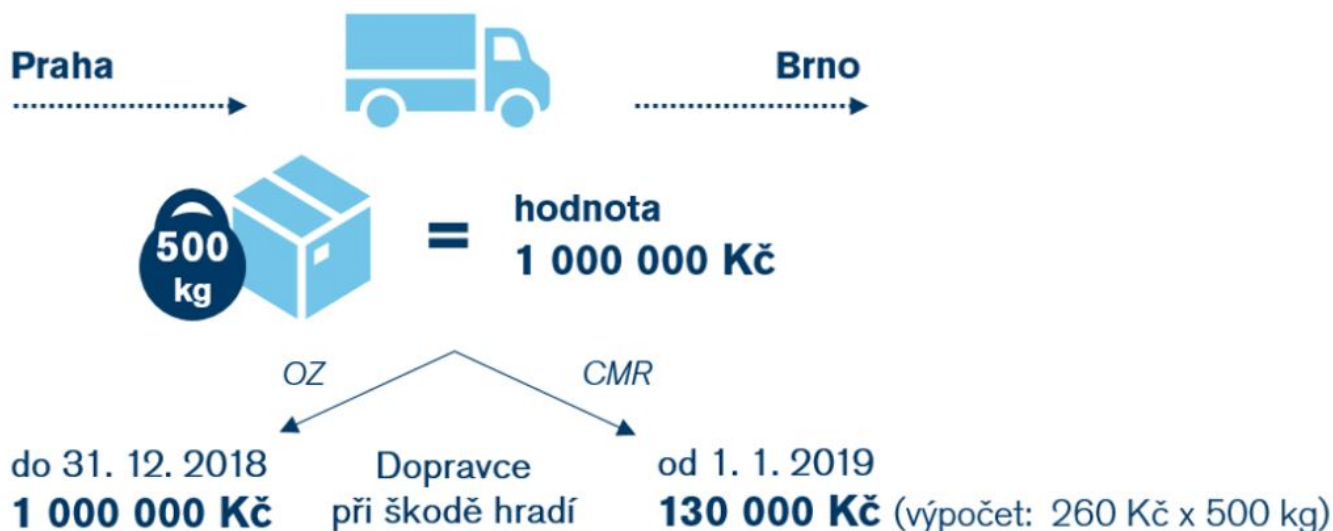 Praha
Brno
500
kg
=
hodnota
1 000 000 Kč
OZ
CMR
do 31. 12. 2018
1 000 000 Kč
Dopravce
při škodě hradí
od 1. 1. 2019
130 000 Kč (výpočet: 260 Kč x 500 kg)